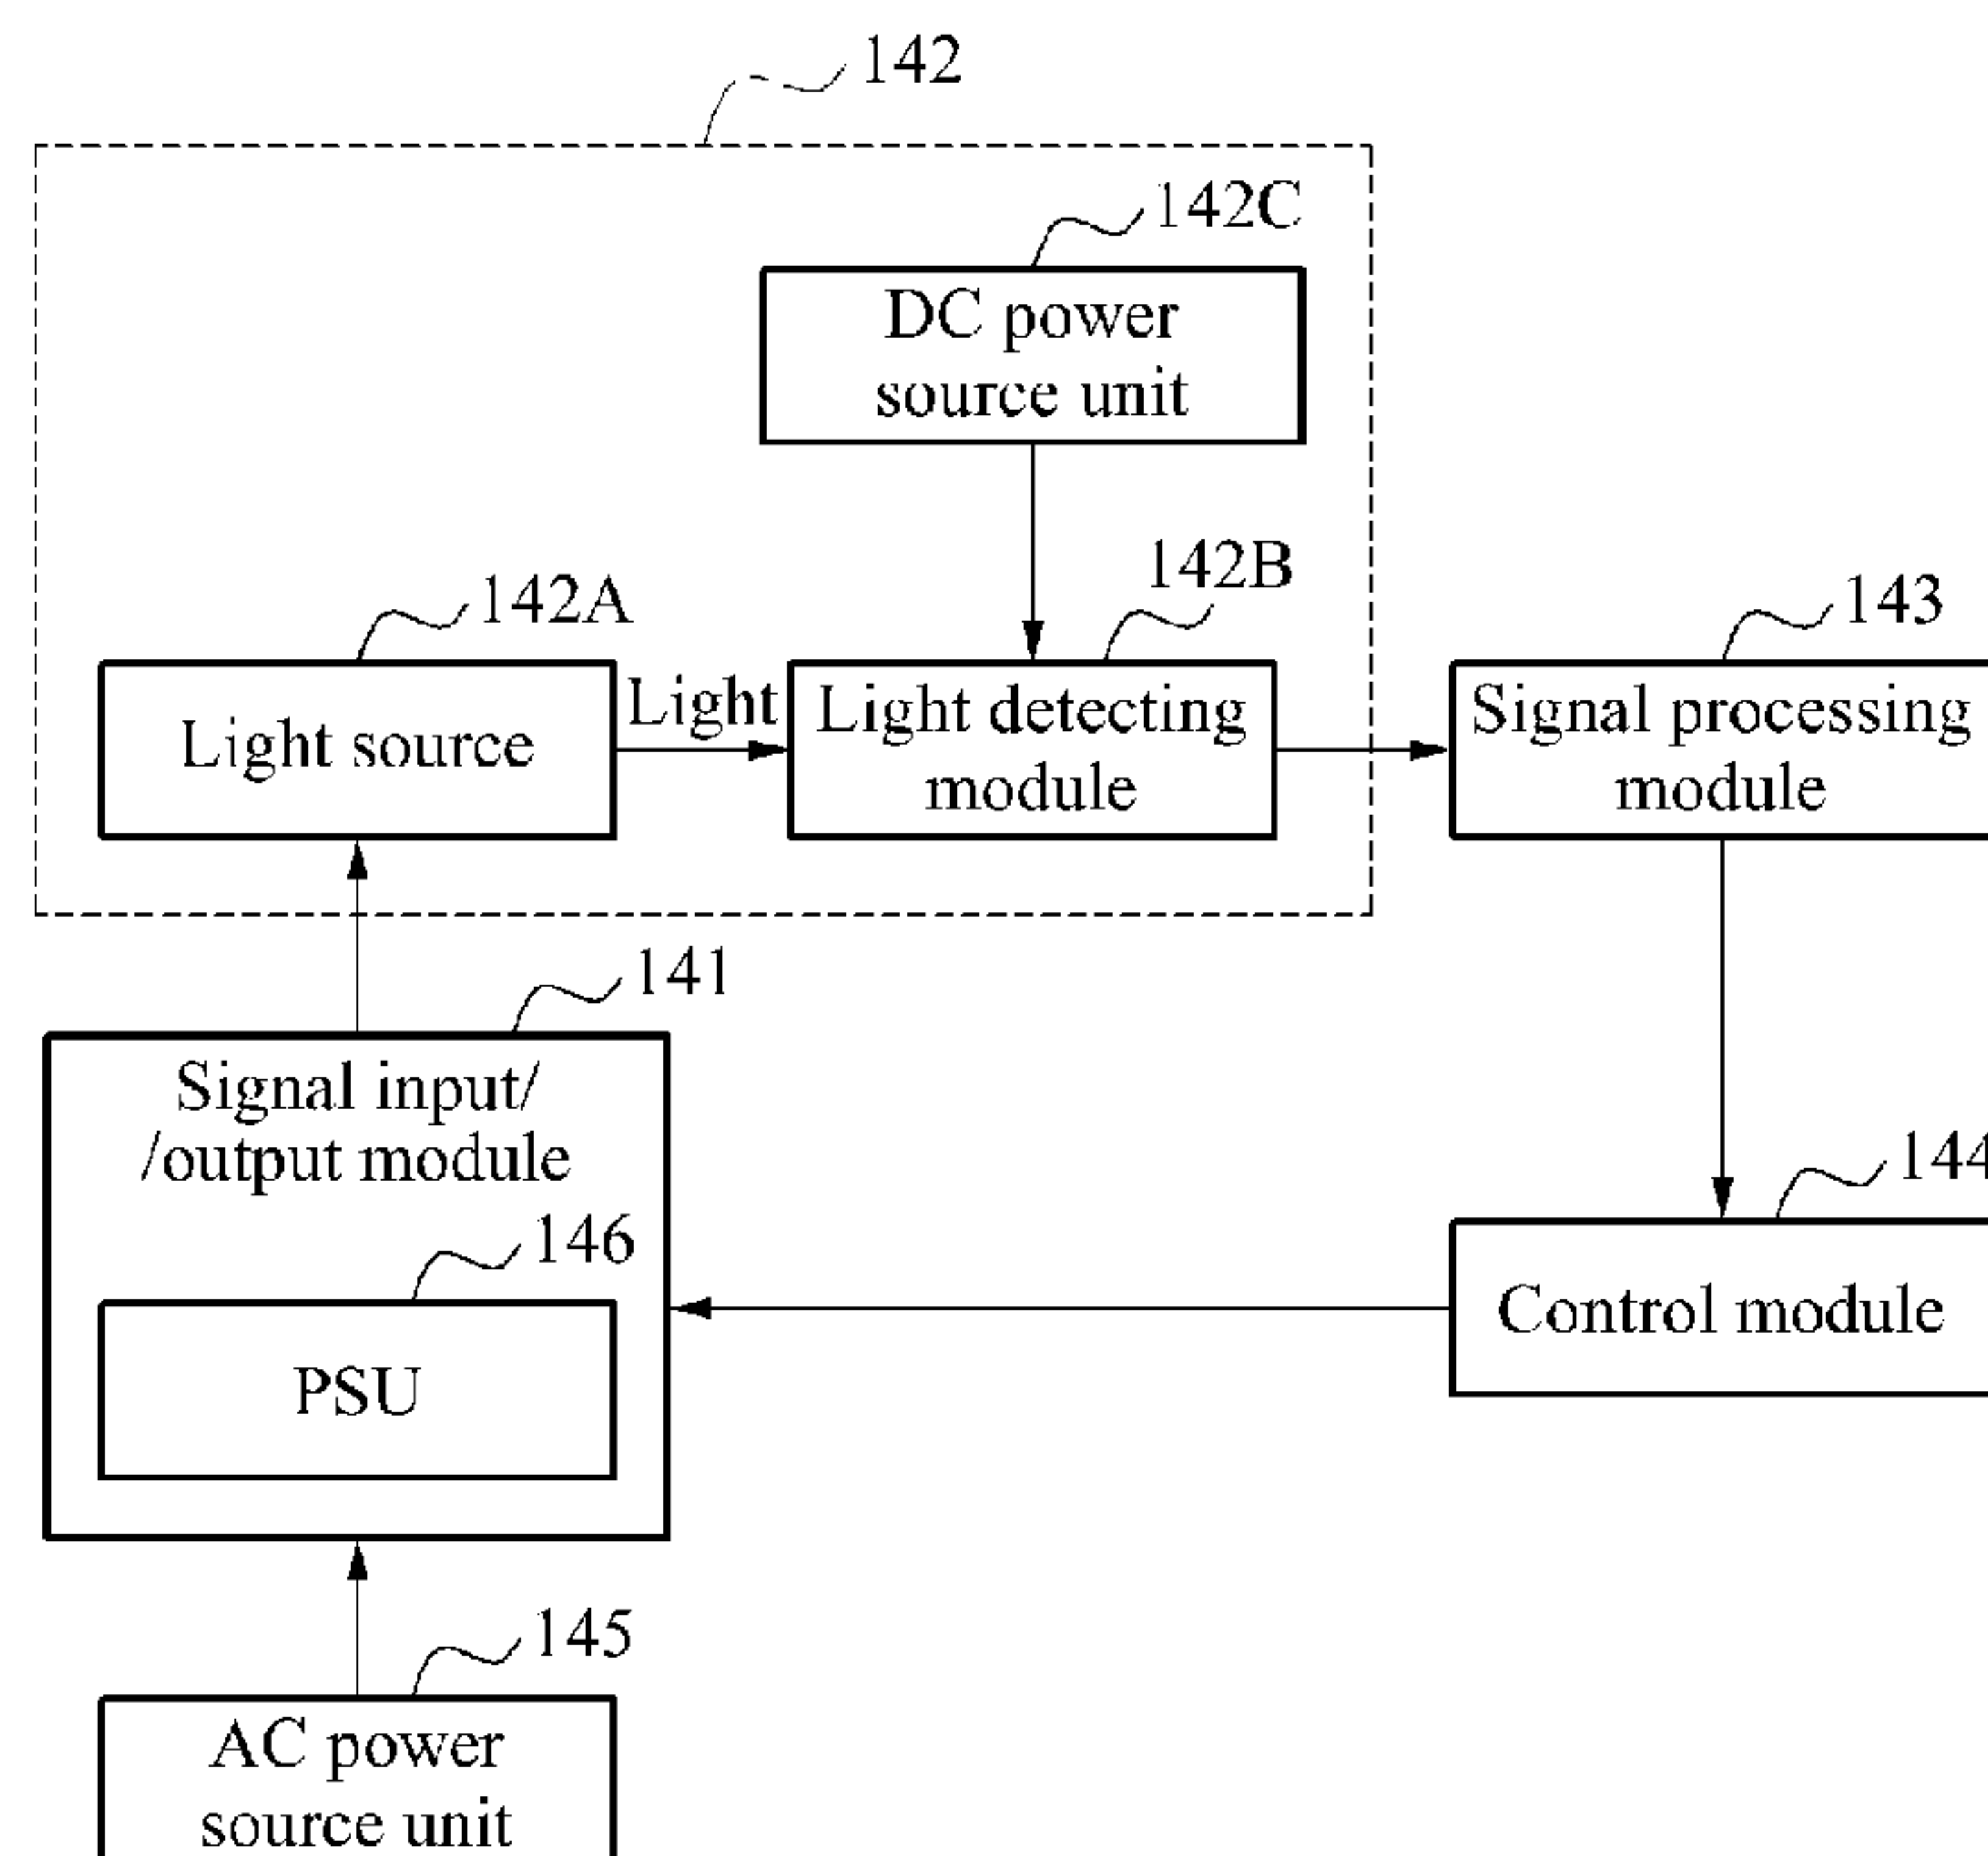 142
142C
DC power
source unit
142B
142A
143
Light source
Light
Light detecting
module
Signal processing
module
141
Signal input/
/output module
144
146
Control module
PSU
145
AC power
source unit